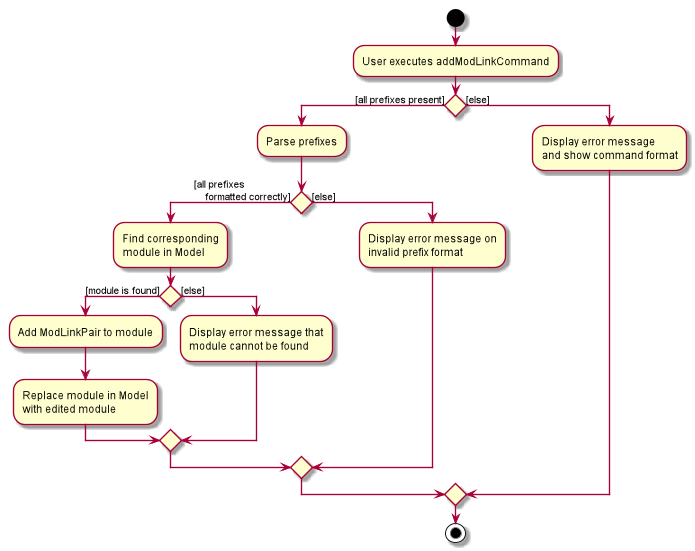 User executes addModLinkCommand
[all prefixes present]
[else]
Parse prefixes
Display error message
and show command format
[all prefixes
formatted correctly]
[else]
Find corresponding
module in Model
Display error message on
invalid prefix format
[module is found]
[else]
Add ModLinkPair to module
Display error message that
module cannot be found
Replace module in Model
with edited module